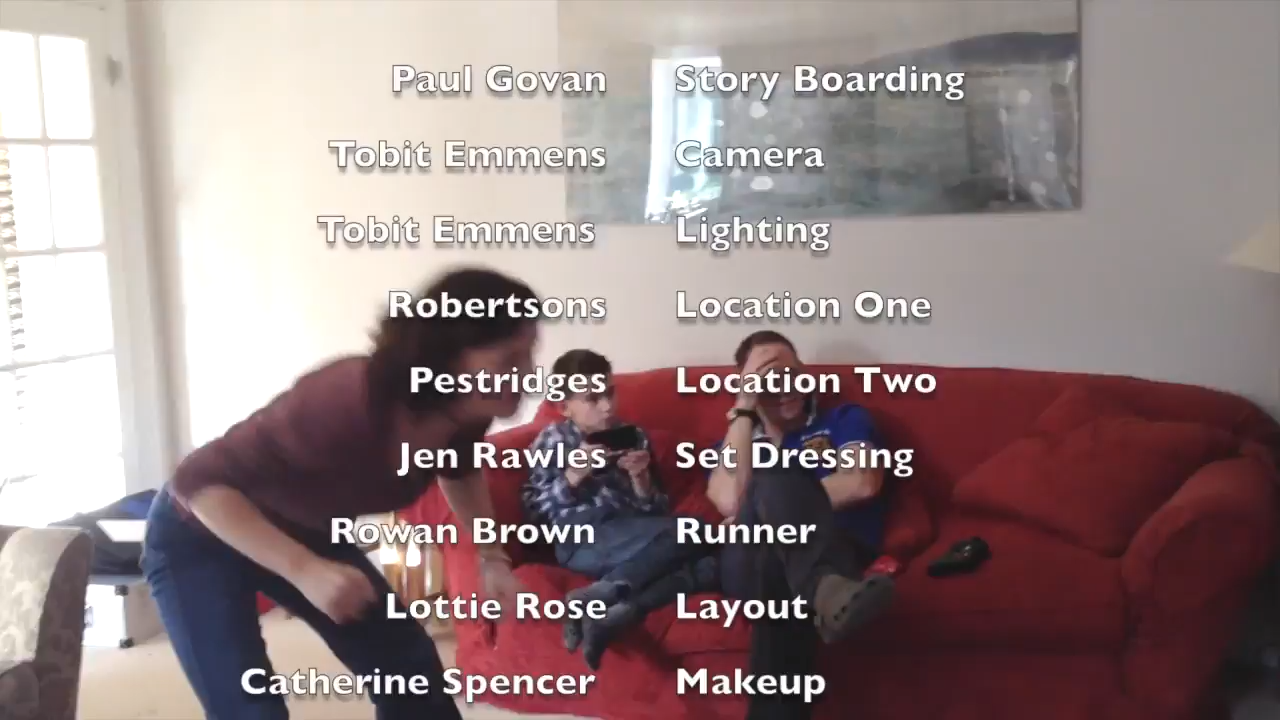 Paul Govan Story Boarding
Tobit Emmens Camera
Tobit Emmens Lighting
Robertsons Location One
Pestridges Location Two
Jen Rawles Set Dressing
Rowan Brown Runner
Lottie Rose Layout
Catherine Spencer Makeup